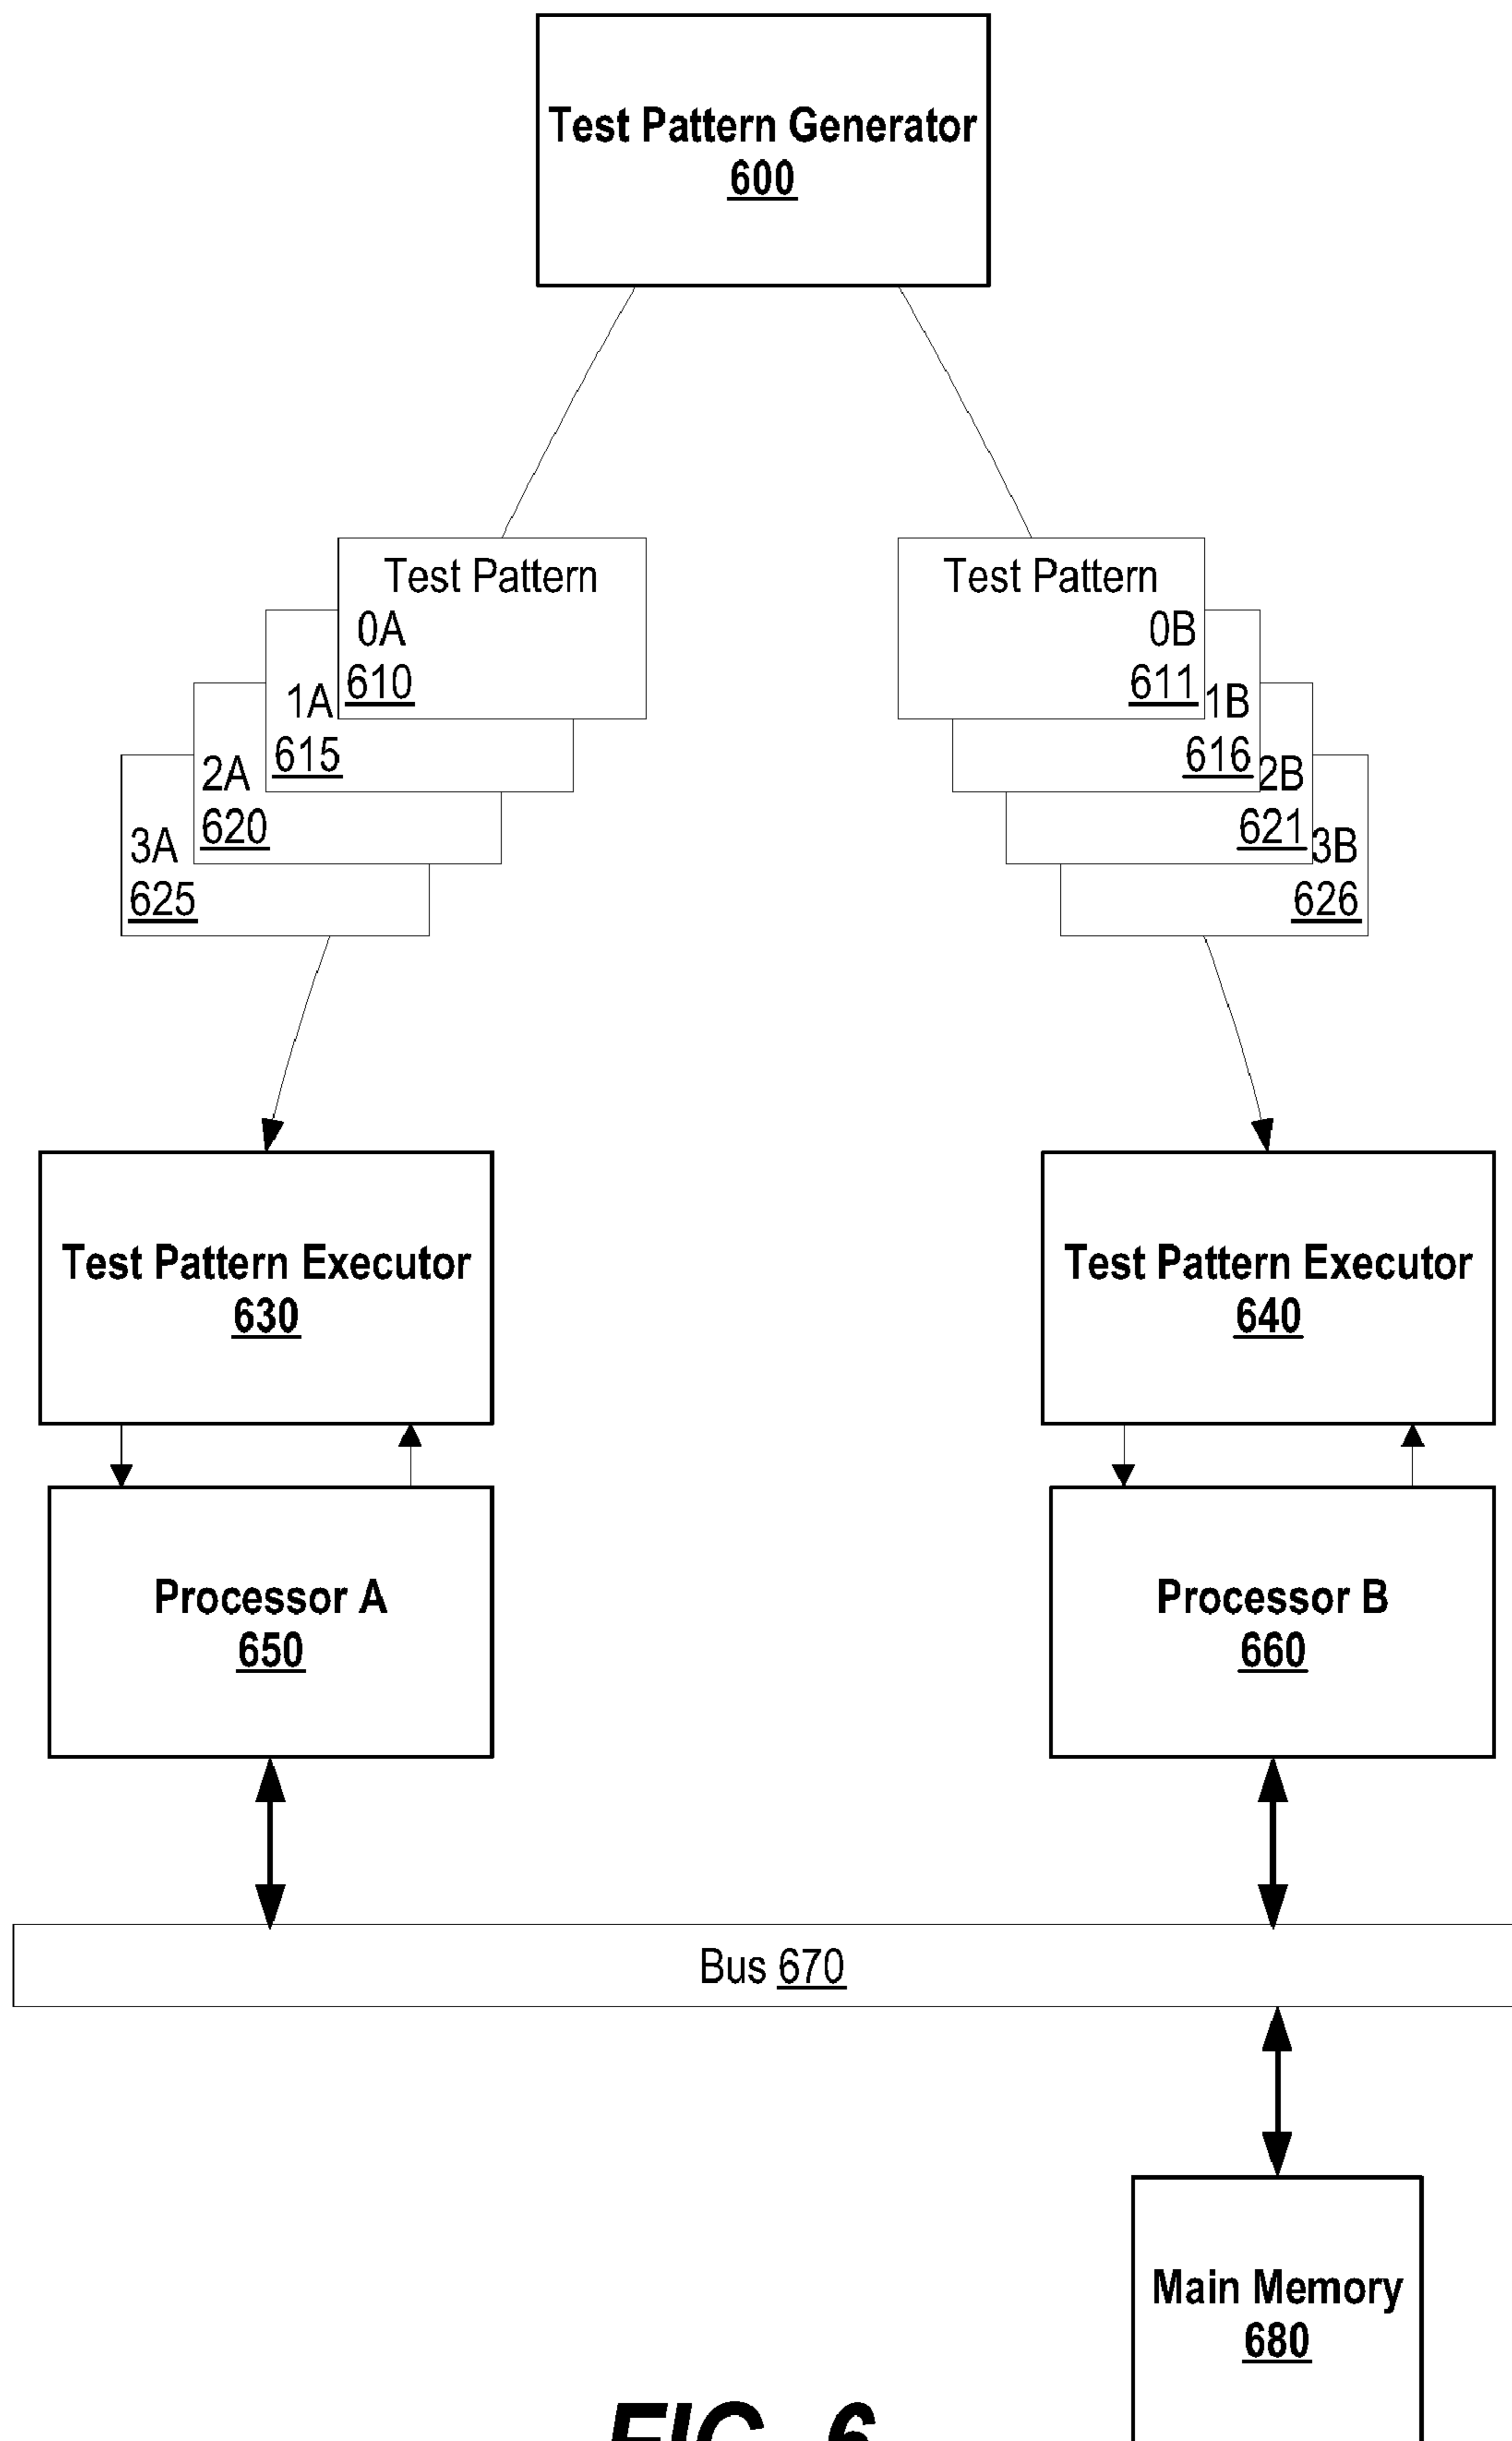 Test Pattern Generator
600
Test Pattern
0A
610
1A
615
2A
620
3A
625
Test Pattern
0B
611
1B
616
2B
621
3B
626
Test Pattern Executor
630
Test Pattern Executor
640
Processor A
650
Processor B
660
Bus 670
Main Memory
680
FIG. 6